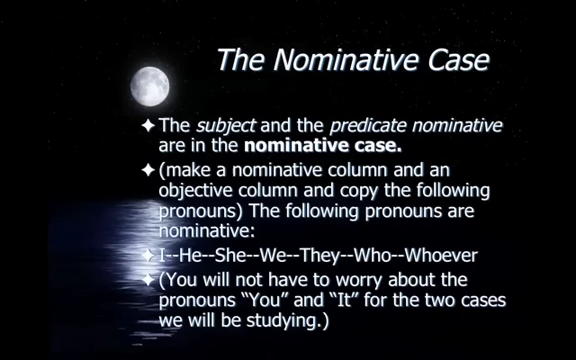 The Nominative Case
✦The subject and the predicate nominative
are in the nominative case.
✦(make a nominative column and an
objective column and copy the following
pronouns) The following pronouns are
nominative:
✦I--He--She--We--They--Who--Whoever
✦(You will not have to worry about the
pronouns “You” and “It” for the two cases
we will be studying.)